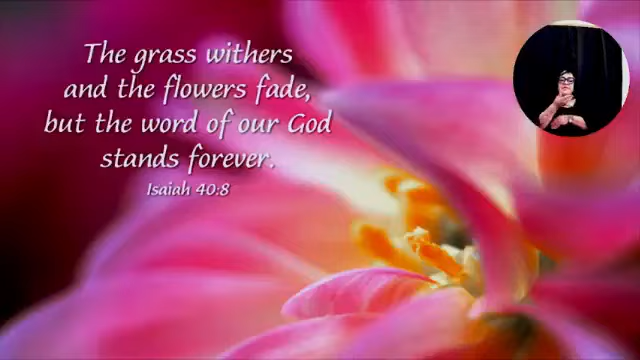 The grass withers
and the flowers fade,
but the word of our God
stands forever.
Isaiah 40:8